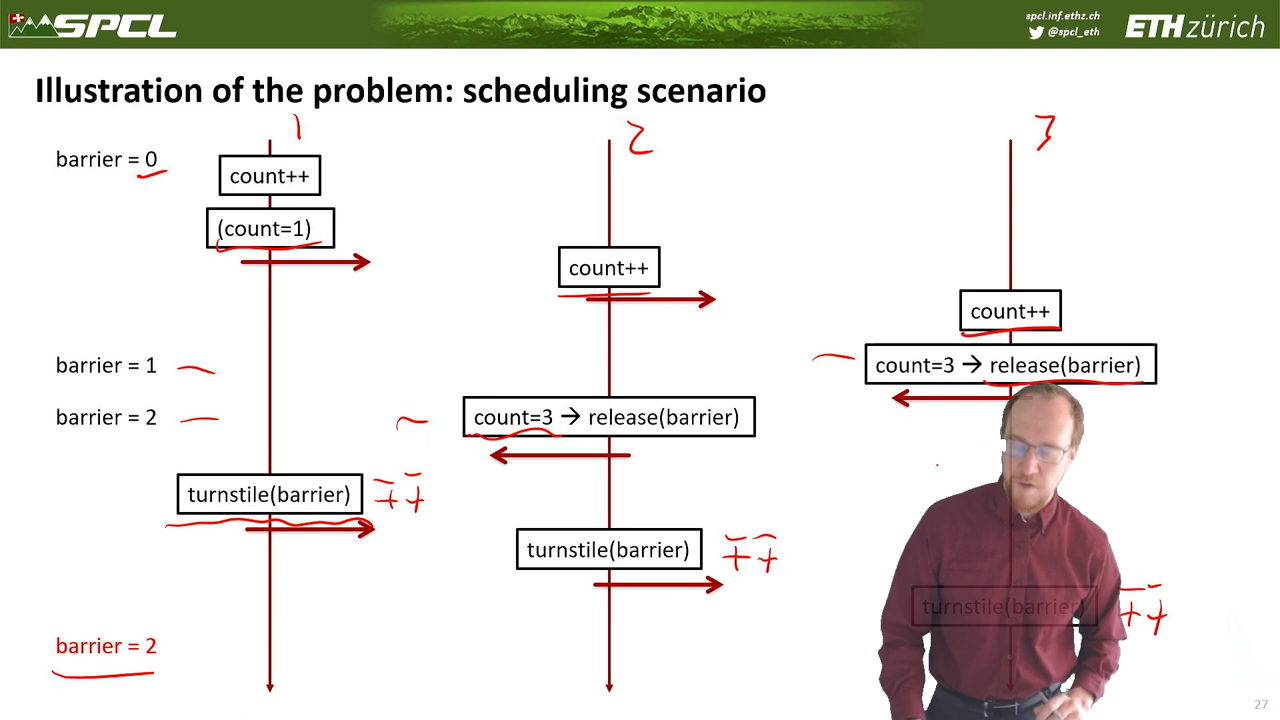 SPCL
spcl.inf.ethz.ch
@spcl_eth
ETH zürich
Illustration of the problem: scheduling scenario
1
2
3
barrier = 0
count++
(count=1)
count++
count++
barrier = 1
count=3 → release(barrier)
barrier = 2
count=3 → release(barrier)
turnstile(barrier)
turnstile(barrier)
turnstile(barrier)
barrier = 2
27